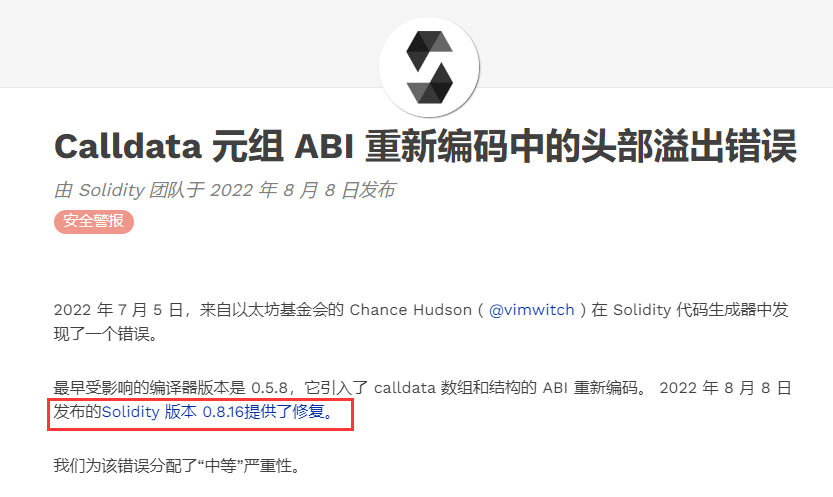 Calldata 元组 ABI 重新编码中的头部溢出错误
由 Solidity 团队于 2022 年 8 月 8 日发布
安全警报
2022 年 7 月 5 日，来自以太坊基金会的 Chance Hudson ( @vimwitch ) 在 Solidity 代码生成器中发
现了一个错误。
最早受影响的编译器版本是 0.5.8，它引入了 calldata 数组和结构的 ABI 重新编码。 2022 年 8 月 8 日
发布的Solidity 版本 0.8.16提供了修复。
我们为该错误分配了“中等”严重性。